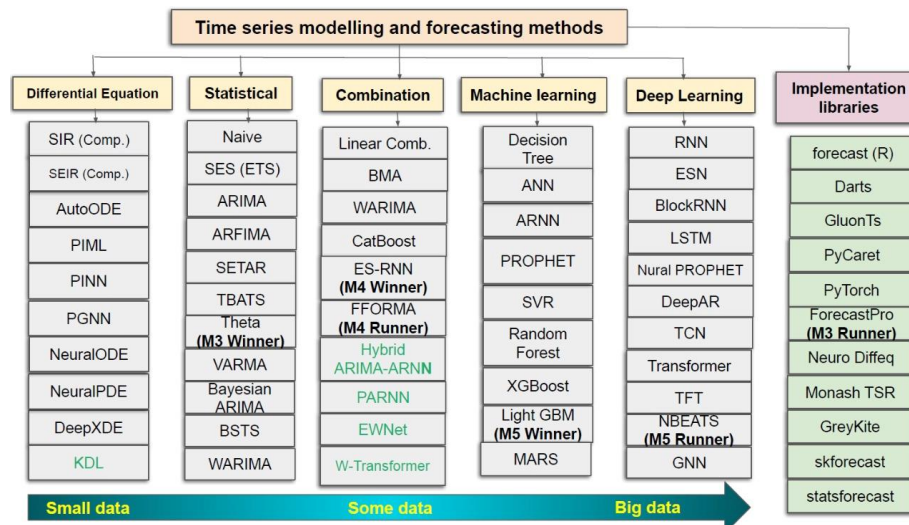 Time series modelling and forecasting methods
Differential Equation
SIR (Comp.)
SEIR (Comp.)
AutoODE
PIML
PINN
PGNN
NeuralODE
NeuralPDE
DeepXDE
KDL
Statistical
Naive
SES (ETS)
ARIMA
ARFIMA
SETAR
TBATS
Theta
(M3 Winner)
VARMA
Bayesian
ARIMA
BSTS
WARIMA
Combination
Linear Comb.
BMA
WARIMA
CatBoost
ES-RNN
(M4 Winner)
FFORMA
(M4 Runner)
Hybrid
ARIMA-ARNN
PARNN
EWNet
W-Transformer
Machine learning
Decision
Tree
ANN
ARNN
PROPHET
SVR
Random
Forest
XGBoost
Light GBM
(M5 Winner)
MARS
Deep Learning
RNN
ESN
BlockRNN
LSTM
Nural PROPHET
DeepAR
TCN
Transformer
TFT
NBEATS
(M5 Runner)
GNN
Implementation
libraries
forecast (R)
Darts
GluonTs
PyCaret
PyTorch
ForecastPro
(M3 Runner)
Neuro Diffeq
Monash TSR
GreyKite
skforecast
statsforecast
Small data
Some data
Big data